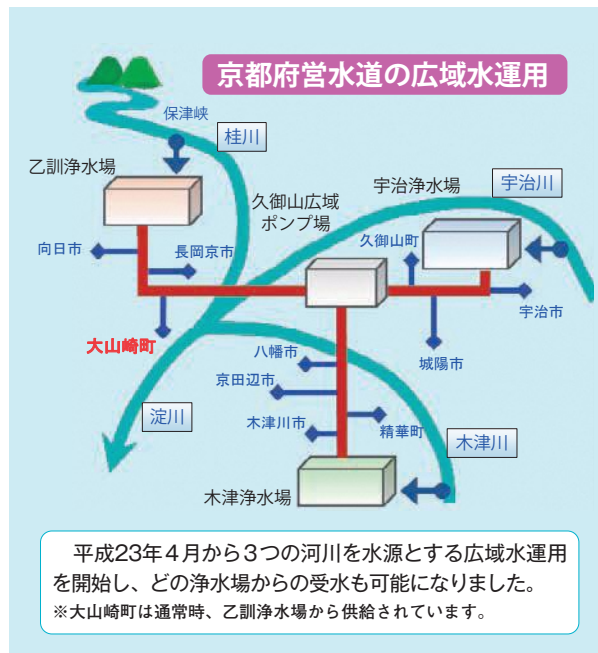 京都府営水道の広域水運用
保津峡
桂川
乙訓浄水場
宇治浄水場
宇治川
久御山広域
ポンプ場
久御山町
向日市
長岡京市
宇治市
大山崎町
八幡市
城陽市
京田辺市
淀川
木津川市
精華町
木津川
木津浄水場
平成23年4月から3つの河川を水源とする広域水運用
を開始し、どの浄水場からの受水も可能になりました。
※大山崎町は通常時、乙訓浄水場から供給されています。